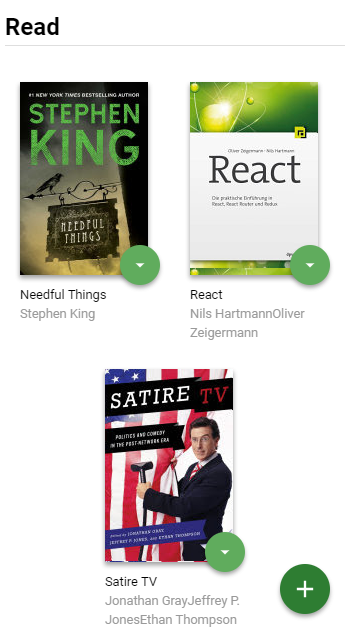 Read
#1 NEW YORK TIMES BESTSELLING AUTHOR
STEPHEN
KING
NEEDFUL
THINGS
Oliver Zeigermann · Nils Hartmann
React
Die praktische Einführung in
React, React Router und Redux
Needful Things
Stephen King
React
Nils HartmannOliver
Zeigermann
SATIRE TV
POLITICS AND COMEDY
IN THE POST-NETWORK ERA
Edited by JONATHAN GRAY,
JEFFREY P. JONES, and ETHAN THOMPSON
Satire TV
Jonathan GrayJeffrey P.
JonesEthan Thompson